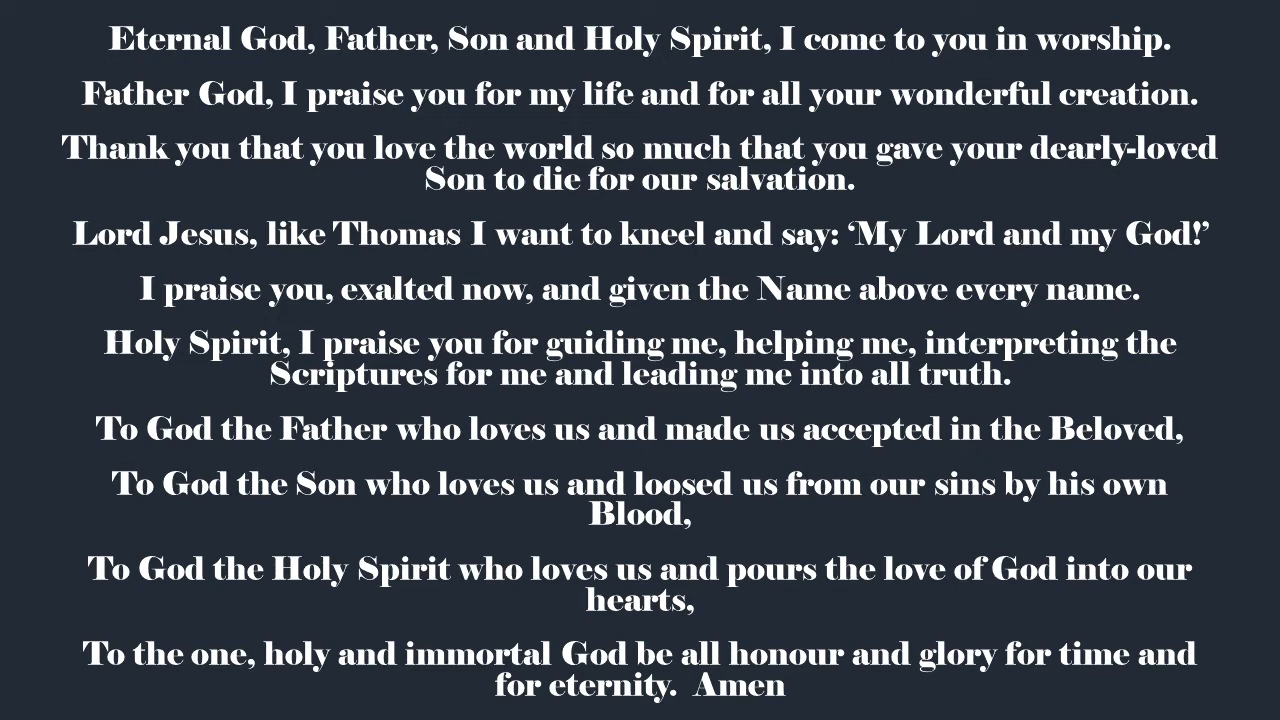 Eternal God, Father, Son and Holy Spirit, I come to you in worship.
Father God, I praise you for my life and for all your wonderful creation.
Thank you that you love the world so much that you gave your dearly-loved
Son to die for our salvation.
Lord Jesus, like Thomas I want to kneel and say: ‘My Lord and my God!’
I praise you, exalted now, and given the Name above every name.
Holy Spirit, I praise you for guiding me, helping me, interpreting the
Scriptures for me and leading me into all truth.
To God the Father who loves us and made us accepted in the Beloved,
To God the Son who loves us and loosed us from our sins by his own
Blood,
To God the Holy Spirit who loves us and pours the love of God into our
hearts,
To the one, holy and immortal God be all honour and glory for time and
for eternity.  Amen